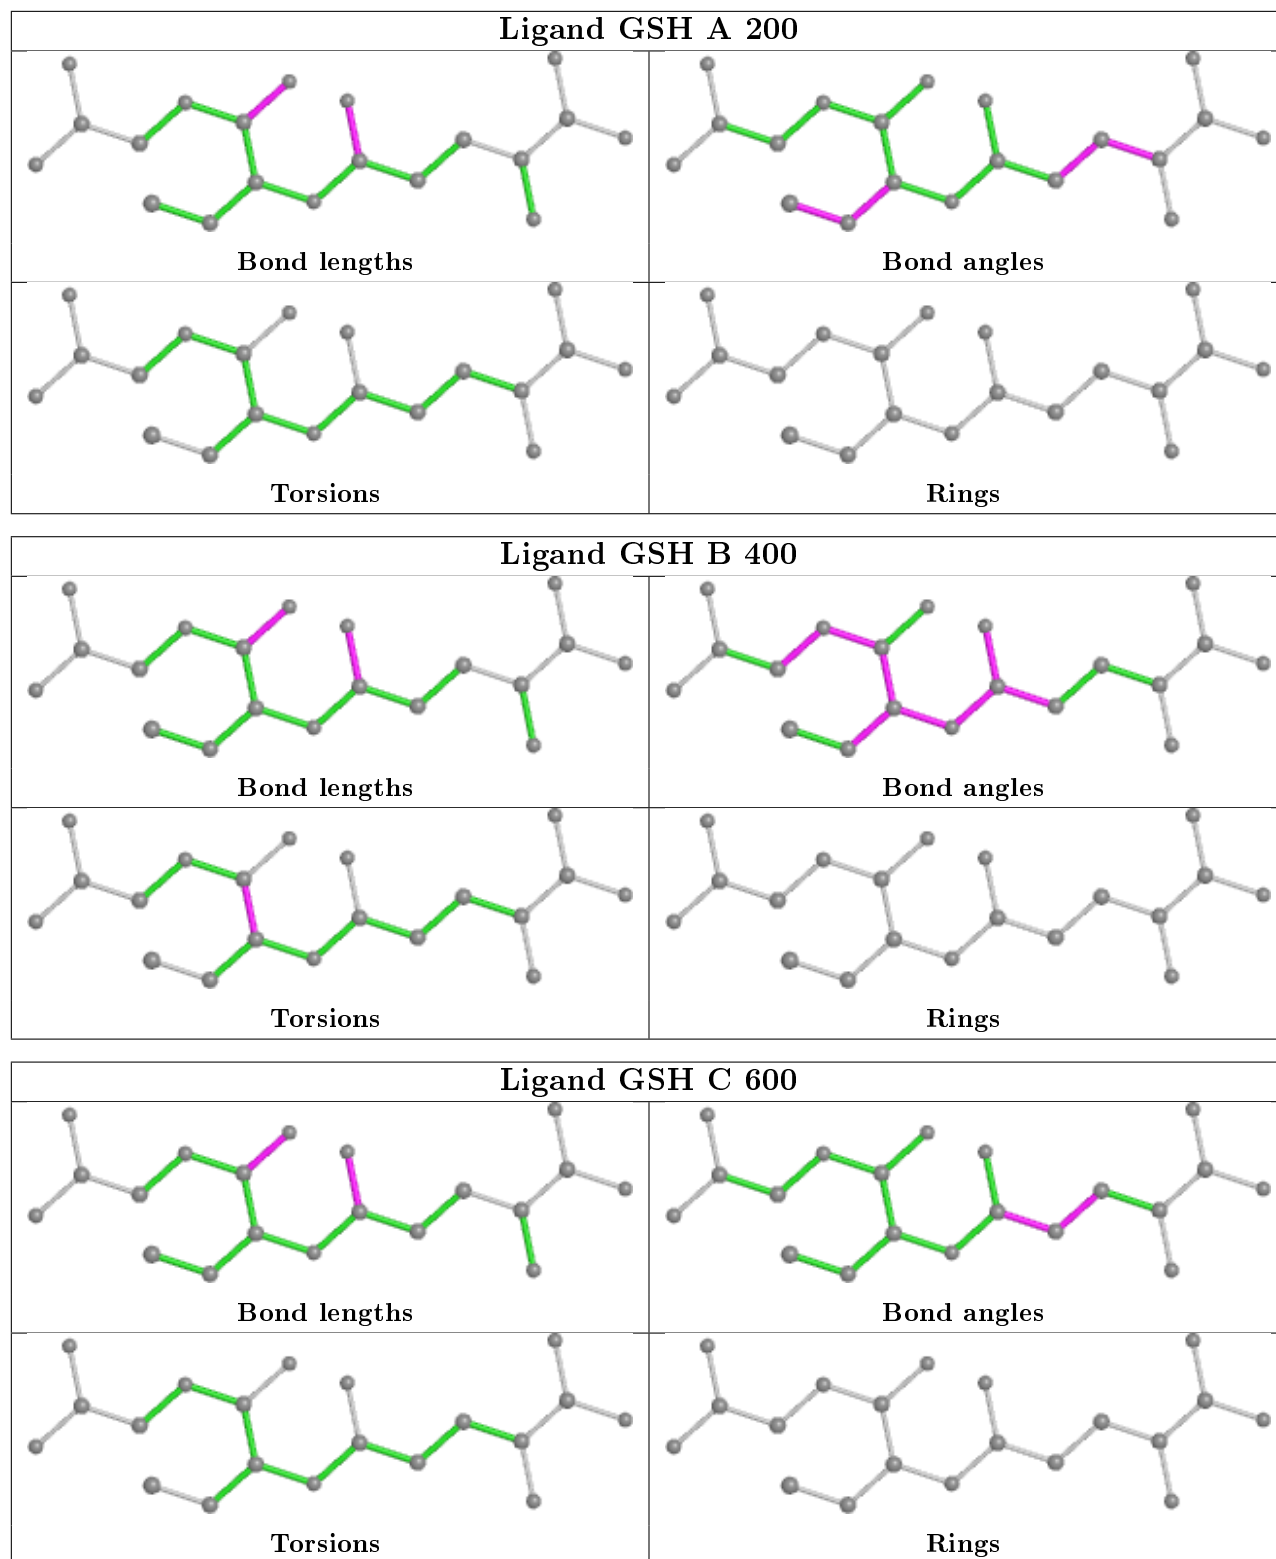 Ligand GSH A 200
Bond lengths
Bond angles
Torsions
Rings
Ligand GSH B 400
Bond lengths
Bond angles
Torsions
Rings
Ligand GSH C 600
Bond lengths
Bond angles
Torsions
Rings